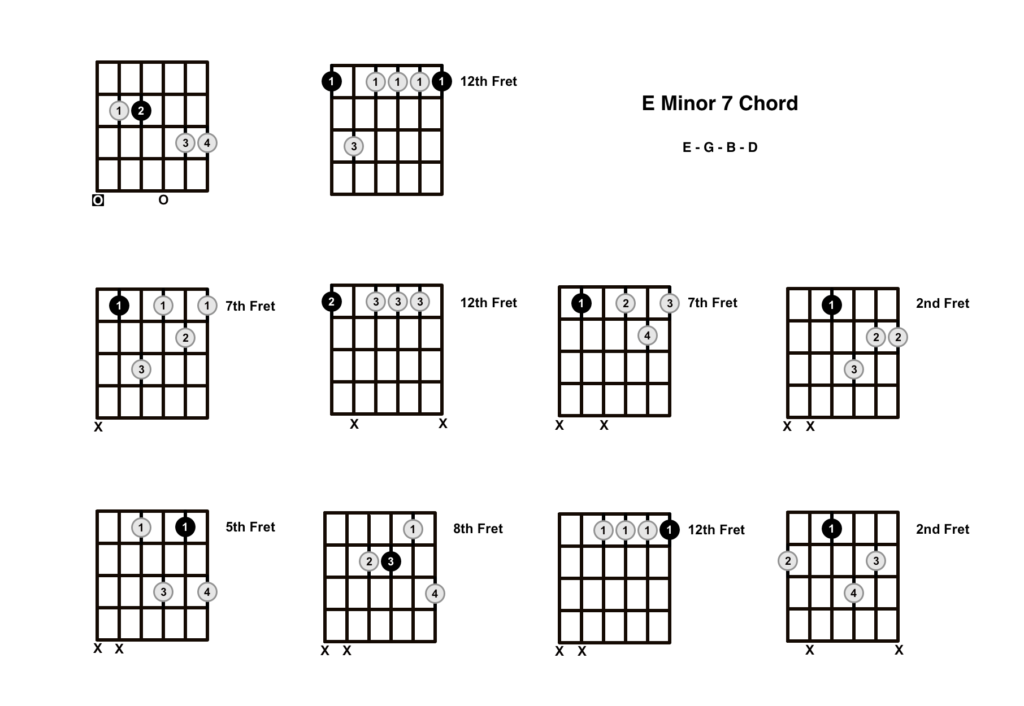 1 1 1 1 1 12th Fret
E Minor 7 Chord
1 2
3 4
3
E - G - B - D
O O
1 1 1 7th Fret
2 3 3 3 12th Fret
1 2 3 7th Fret
1 2nd Fret
2
4
2 2
3
3
X
X X
X X
X X
1 1 5th Fret
1 8th Fret
1 1 1 1 12th Fret
1 2nd Fret
2 3
2 3
3 4
4
4
X X
X X
X X
X X